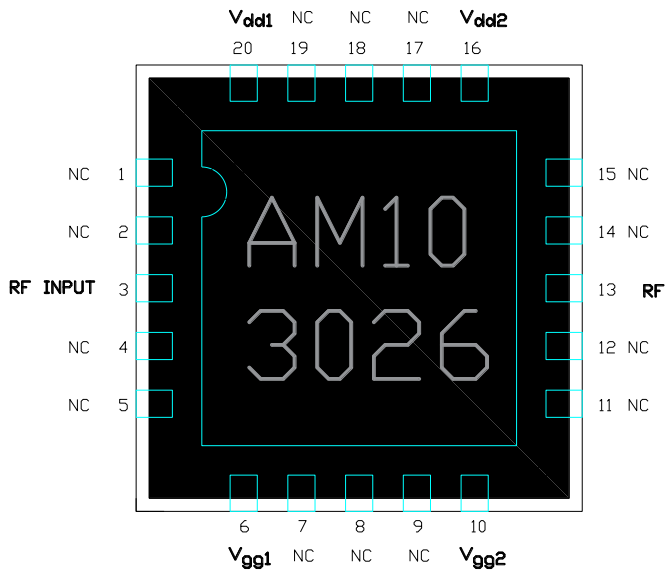 Vdd1 NC NC NC Vdd2
20 19 18 17 16
NC 1 15 NC
NC 2 14 NC
RF INPUT 3 13 RF
NC 4 12 NC
NC 5 11 NC
AM10
3026
6 7 8 9 10
Vgg1 NC NC NC Vgg2